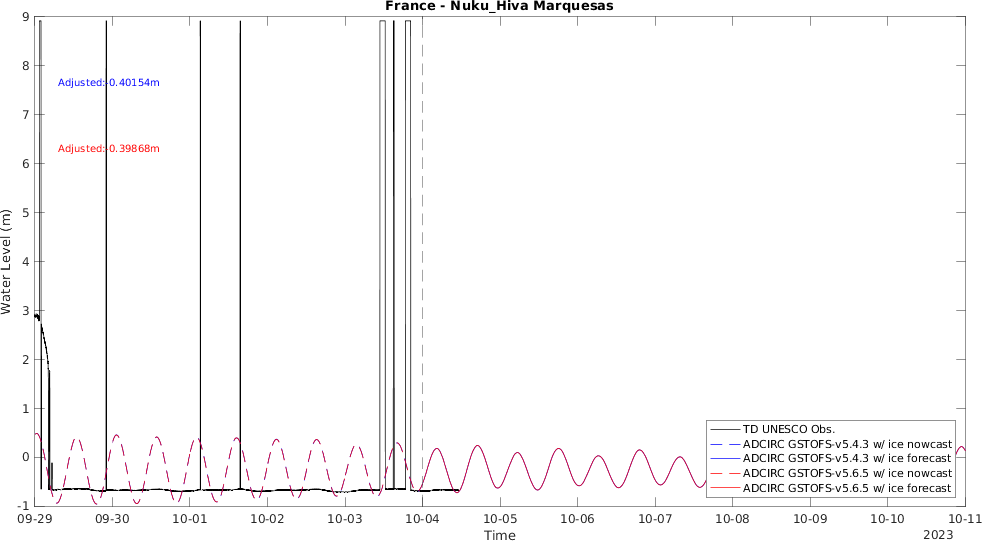 France - Nuku_Hiva Marquesas
9
8
7
6
5
4
3
2
1
0
-1
Water Level (m)
Adjusted:-0.40154m
Adjusted:-0.39868m
TD UNESCO Obs.
ADCIRC GSTOFS-v5.4.3 w/ ice nowcast
ADCIRC GSTOFS-v5.4.3 w/ ice forecast
ADCIRC GSTOFS-v5.6.5 w/ ice nowcast
ADCIRC GSTOFS-v5.6.5 w/ ice forecast
09-29 09-30 10-01 10-02 10-03 10-04 10-05 10-06 10-07 10-08 10-09 10-10 10-11
Time
2023